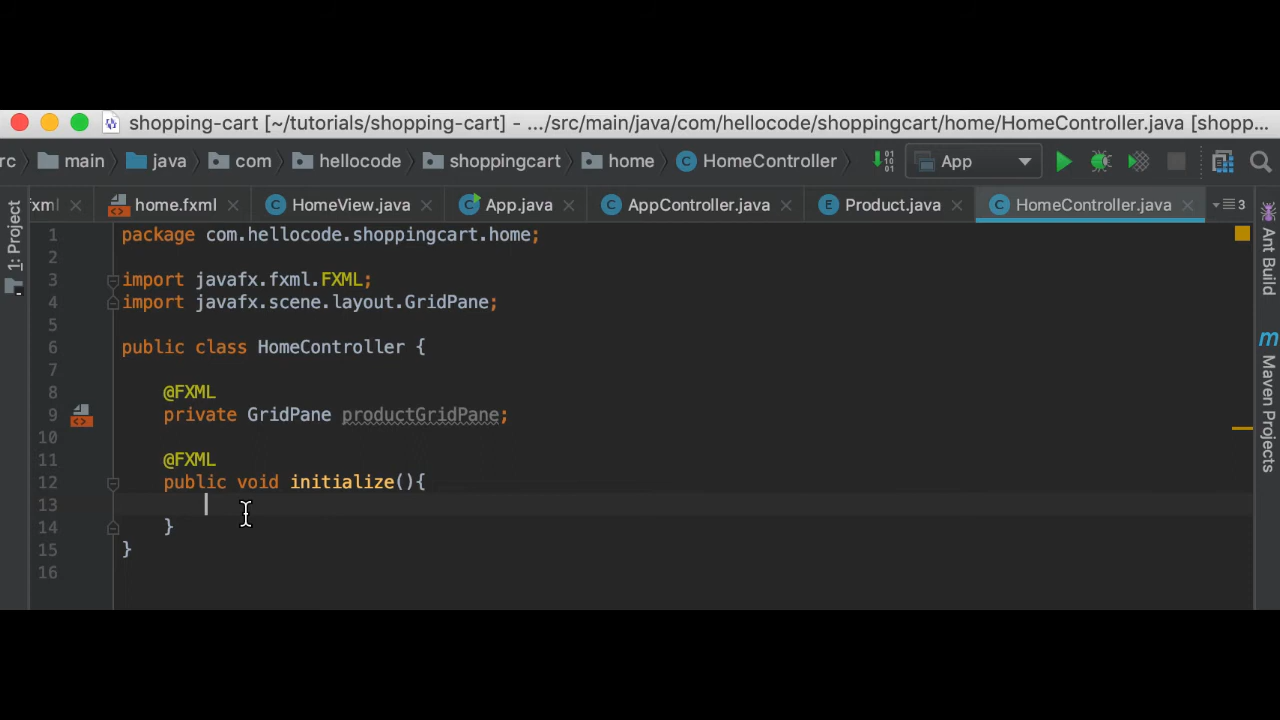 shopping-cart [~/tutorials/shopping-cart] - .../src/main/java/com/hellocode/shoppingcart/home/HomeController.java [shopp...
rc main java com hellocode shoppingcart home HomeController App
fxml home.fxml HomeView.java App.java AppController.java Product.java HomeController.java 3
1: Project
1 package com.hellocode.shoppingcart.home;
2
3 import javafx.fxml.FXML;
4 import javafx.scene.layout.GridPane;
5
6 public class HomeController {
7
8 @FXML
9 private GridPane productGridPane;
10
11 @FXML
12 public void initialize(){
13
14 }
15 }
16
Ant Build
m Maven Projects